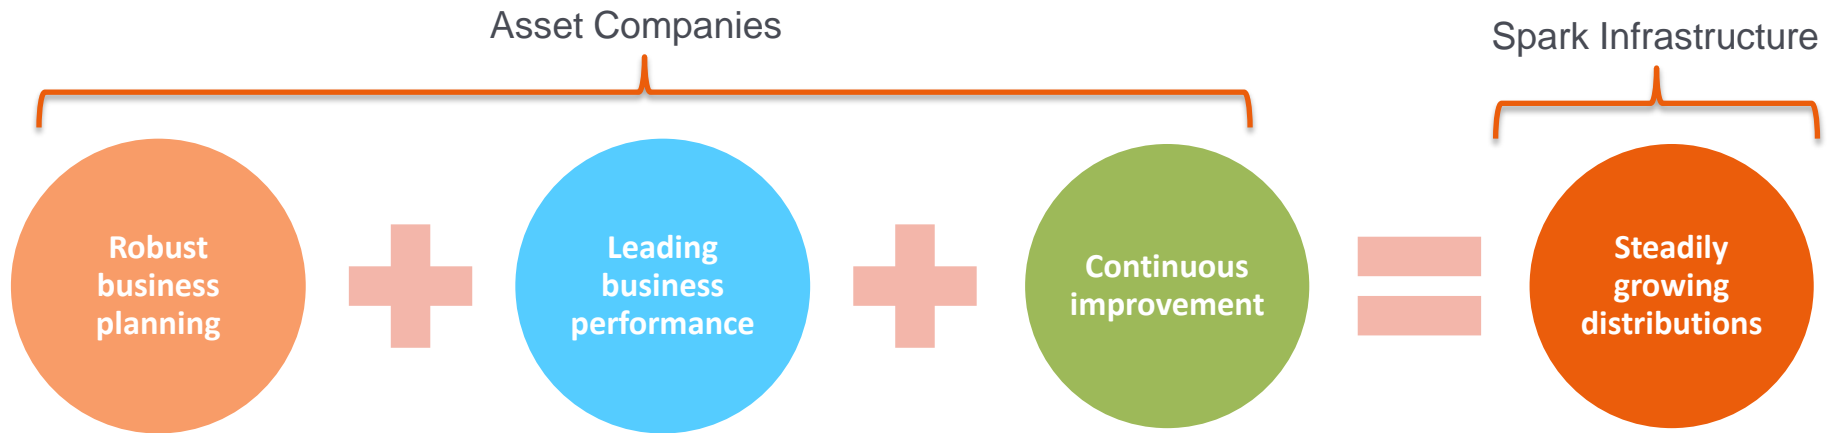 Asset Companies
Spark Infrastructure
Robust
business
planning
Leading
business
performance
Continuous
improvement
Steadily
growing
distributions